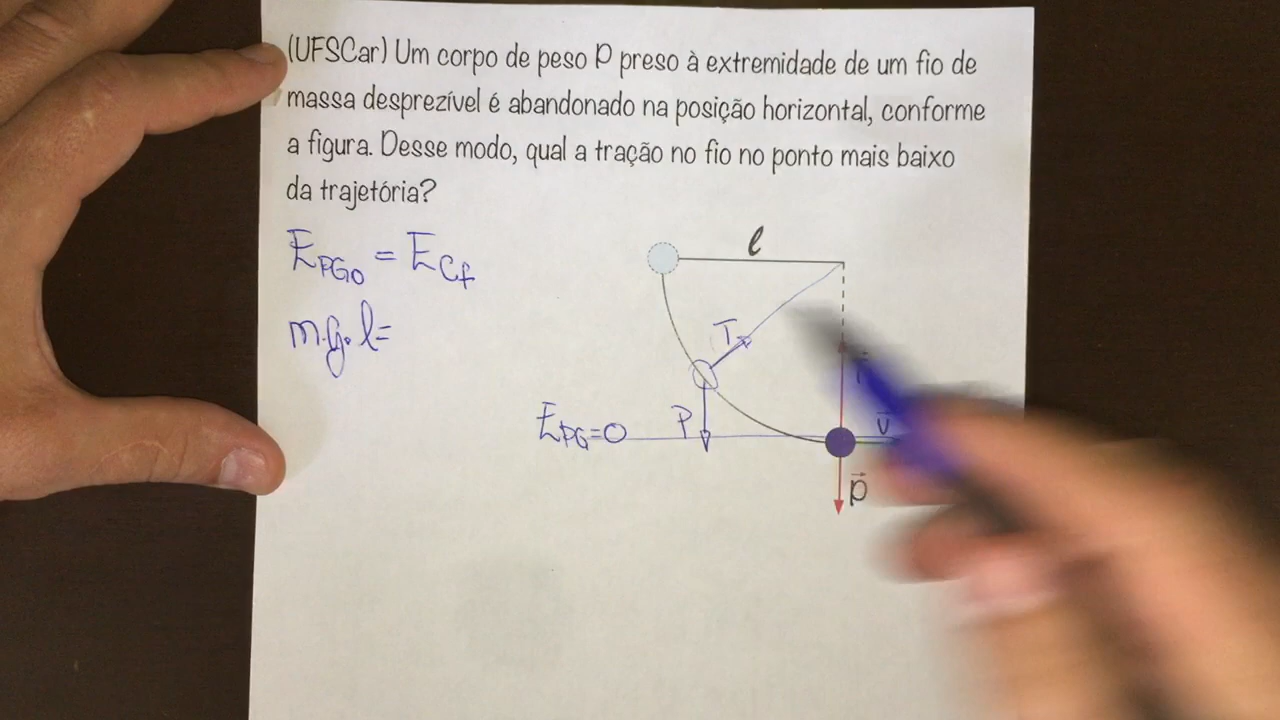 (UFSCar) Um corpo de peso P preso à extremidade de um fio de
massa desprezível é abandonado na posição horizontal, conforme
a figura. Desse modo, qual a tração no fio no ponto mais baixo
da trajetória?
E_PG0 = E_Cf
m.g.l=
l
T
P
E_PG=0
v
p